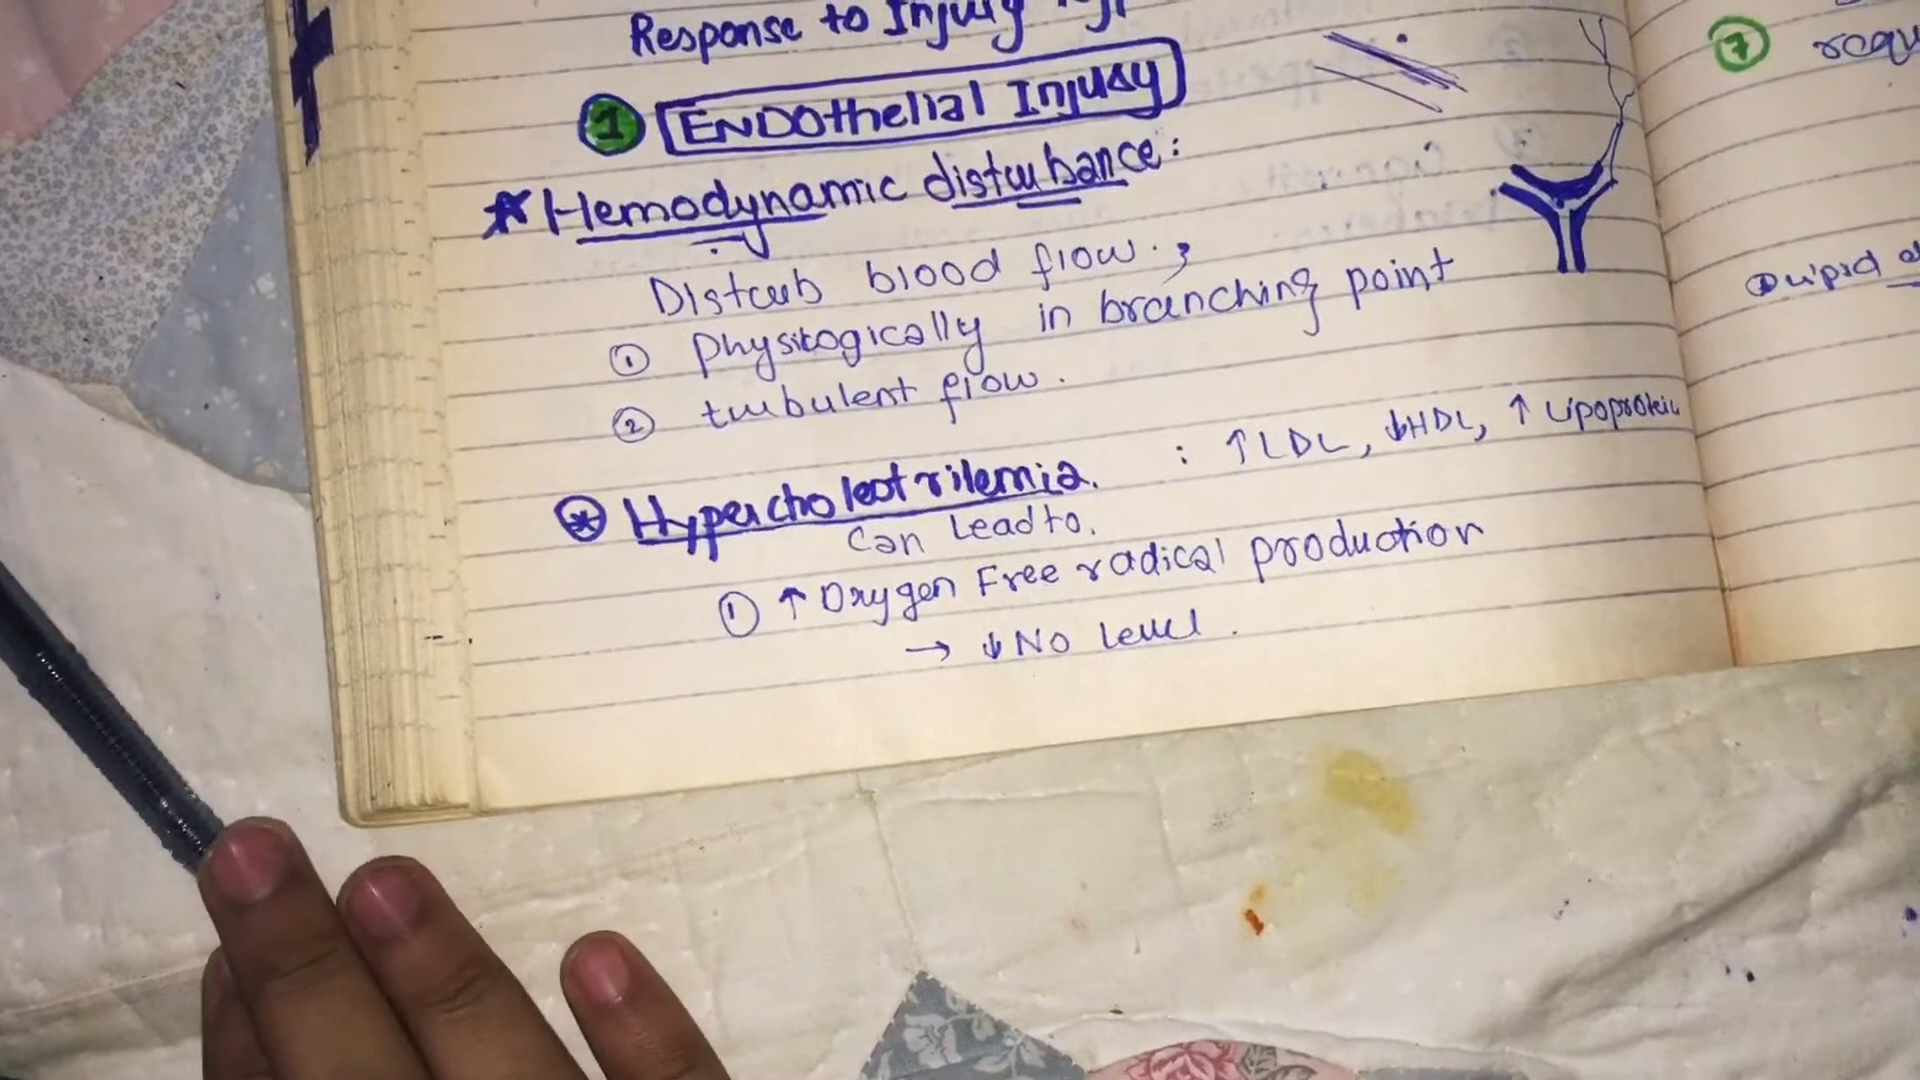 Response to Injury
1 ENDOthelial Injury
Hemodynamic disturbance:
Disturb blood flow.
① physiologically in branching point
② turbulent flow.
Hypercholestrilemia. : ↑LDL, ↓HDL, ↑ Lipoprotein
Can Lead to.
① ↑ Oxygen Free radical production
→ ↓ NO level.
7